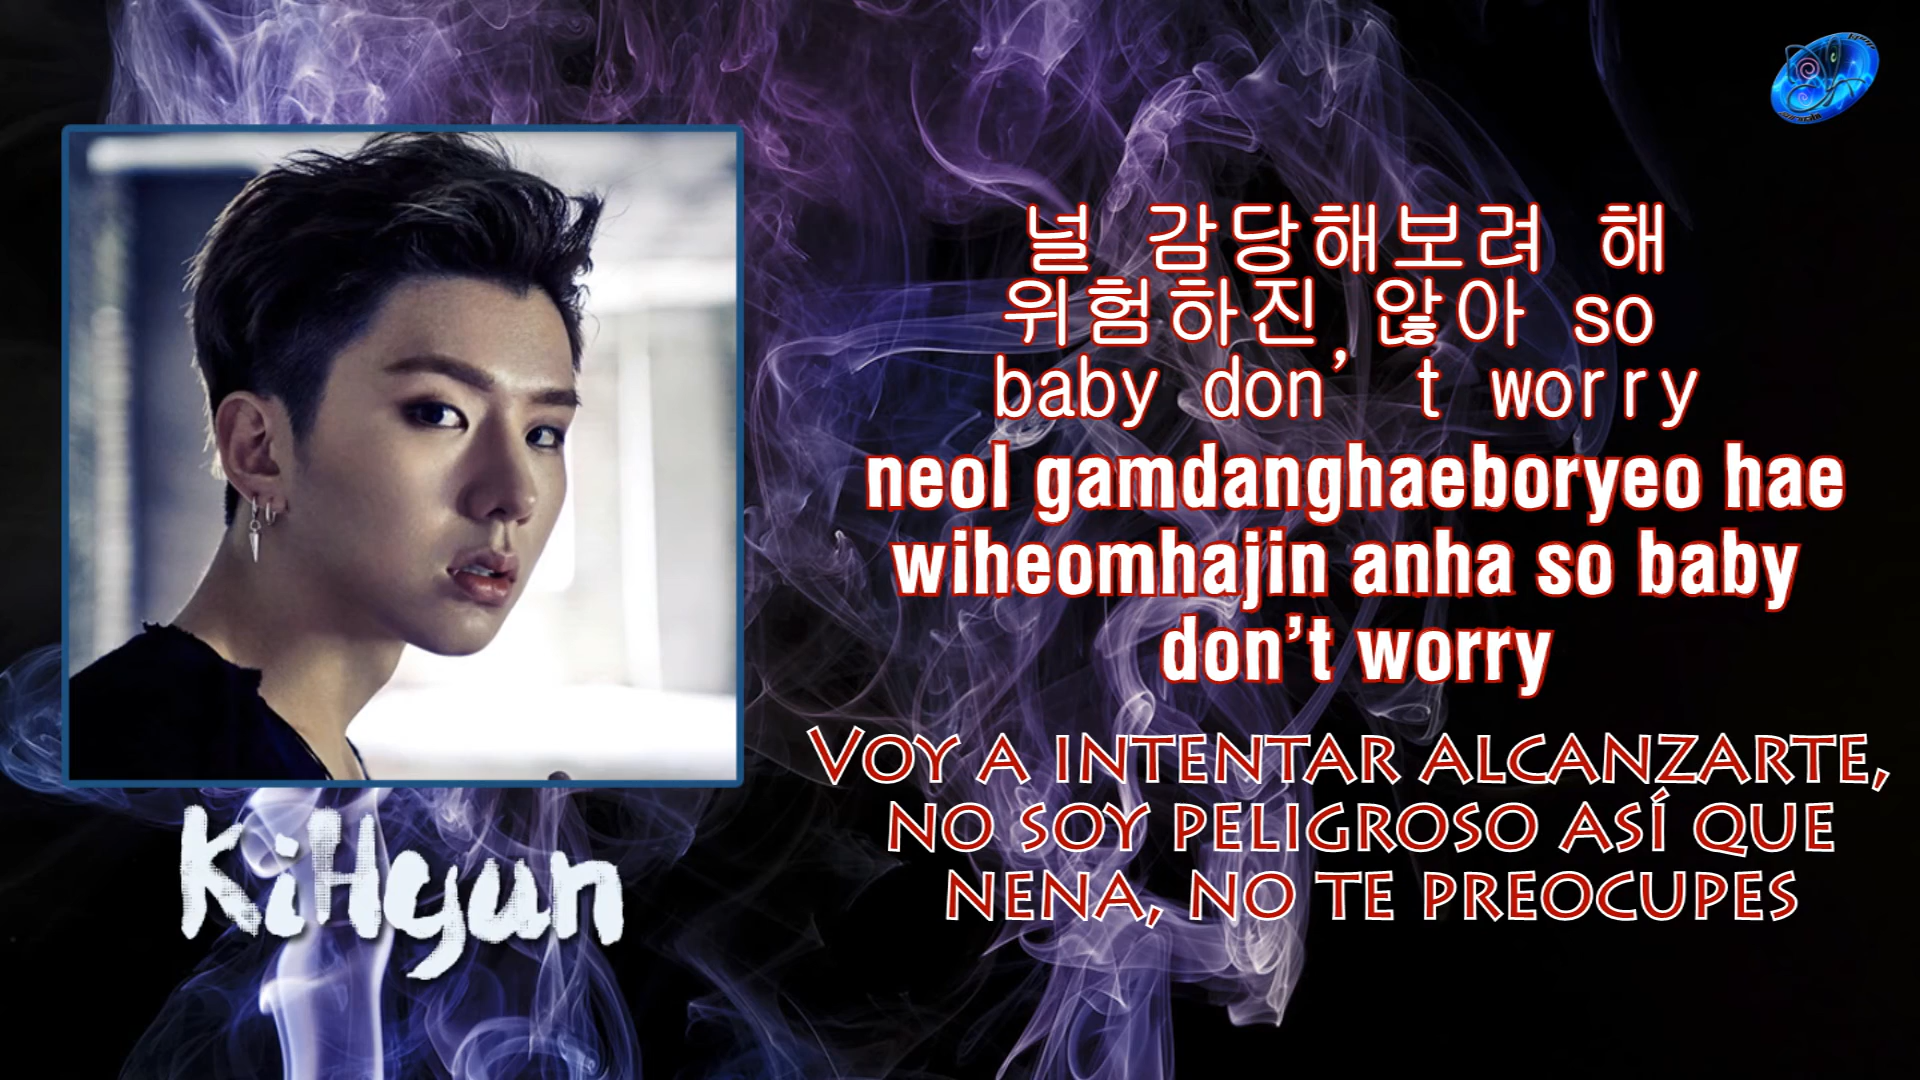 널 감당해보려 해
위험하진 않아 so
baby don't worry
neol gamdanghaeboryeo hae
wiheomhajin anha so baby
don't worry
Voy a intentar alcanzarte,
no soy peligroso así que
nena, no te preocupes
KiHyun